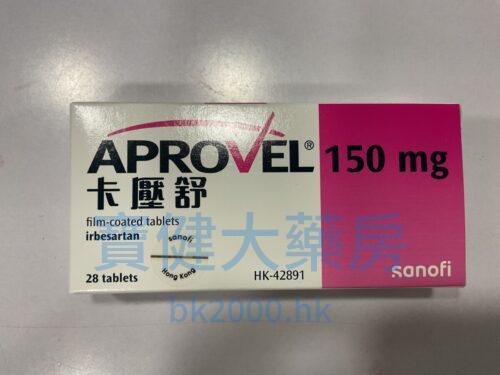 APROVEL® 150 mg
卡壓舒
film-coated tablets
irbesartan
sanofi
Hong Kong
28 tablets
HK-42891
sanofi
寶健大藥房
bk2000.hk